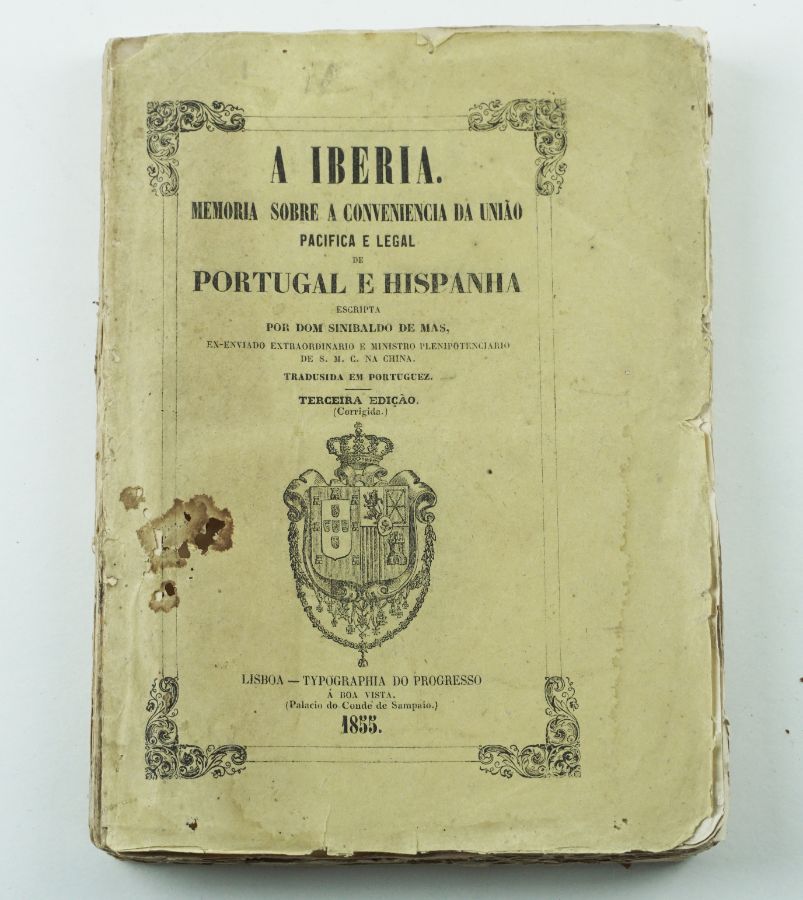 A IBERIA.
MEMORIA SOBRE A CONVENIENCIA DA UNIÃO
PACIFICA E LEGAL
DE
PORTUGAL E HISPANHA
ESCRIPTA
POR DOM SINIBALDO DE MAS,
EX-ENVIADO EXTRAORDINARIO E MINISTRO PLENIPOTENCIARIO
DE S. M. C. NA CHINA.
TRADUSIDA EM PORTUGUEZ.
TERCEIRA EDIÇÃO.
(Corrigida.)
LISBOA — TYPOGRAPHIA DO PROGRESSO
Á BOA VISTA.
(Palacio do Conde de Sampaio.)
1855.